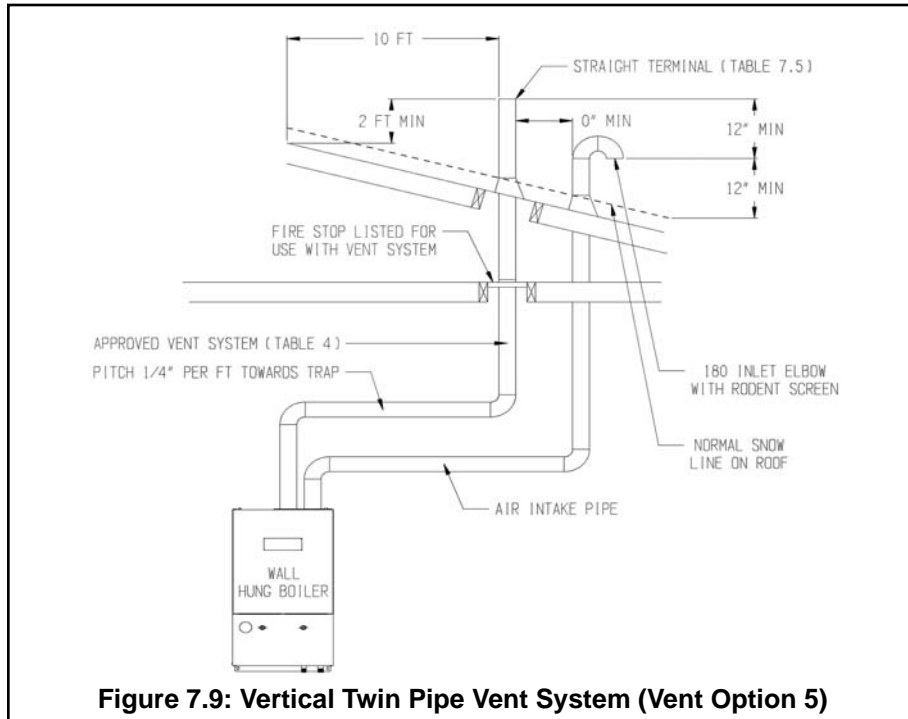 10 FT
STRAIGHT TERMINAL (TABLE 7.5)
2 FT MIN
0" MIN
12" MIN
12" MIN
FIRE STOP LISTED FOR
USE WITH VENT SYSTEM
APPROVED VENT SYSTEM (TABLE 4)
PITCH 1/4" PER FT TOWARDS TRAP
180 INLET ELBOW
WITH RODENT SCREEN
NORMAL SNOW
LINE ON ROOF
AIR INTAKE PIPE
WALL
HUNG BOILER
Figure 7.9: Vertical Twin Pipe Vent System (Vent Option 5)